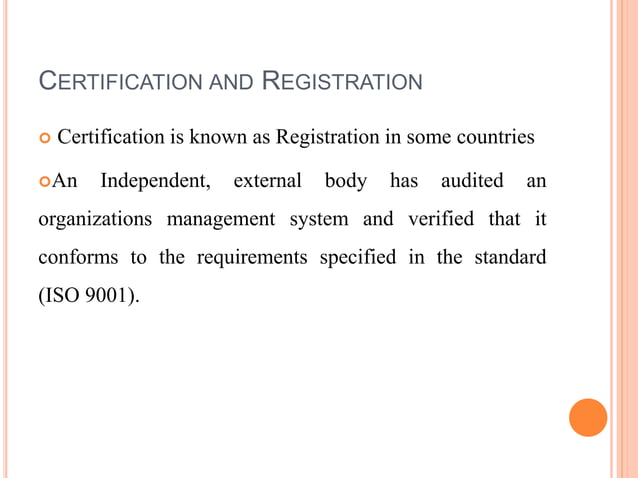 CERTIFICATION AND REGISTRATION
Certification is known as Registration in some countries
An Independent, external body has audited an
organizations management system and verified that it
conforms to the requirements specified in the standard
(ISO 9001).